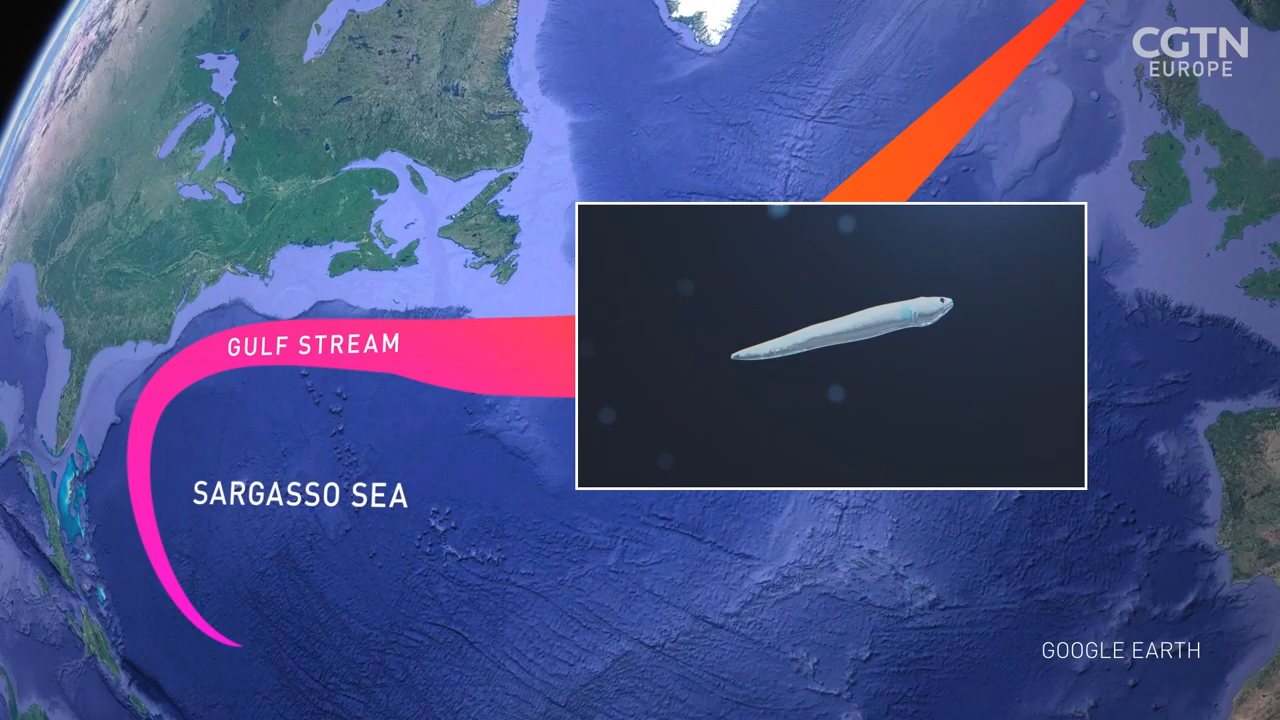 CGTN
EUROPE
GULF STREAM
SARGASSO SEA
GOOGLE EARTH